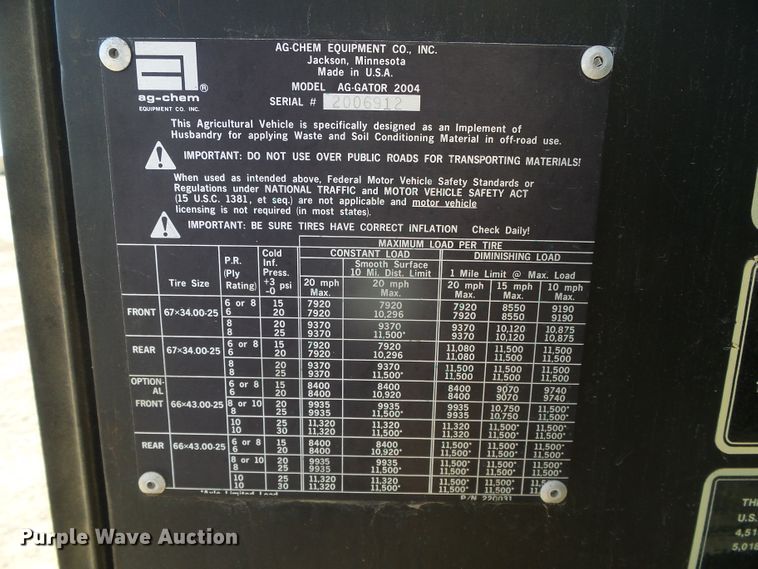 AG-CHEM EQUIPMENT CO., INC.
Jackson, Minnesota
Made in U.S.A.
MODEL AG-GATOR 2004
SERIAL # 2006912
ag-chem ®
EQUIPMENT CO. INC.
This Agricultural Vehicle is specifically designed as an Implement of
Husbandry for applying Waste and Soil Conditioning Material in off-road use.
IMPORTANT: DO NOT USE OVER PUBLIC ROADS FOR TRANSPORTING MATERIALS!
When used as intended above, Federal Motor Vehicle Safety Standards or
Regulations under NATIONAL TRAFFIC and MOTOR VEHICLE SAFETY ACT
(15 U.S.C. 1381, et seq.) are not applicable and motor vehicle
licensing is not required (in most states).
IMPORTANT: BE SURE TIRES HAVE CORRECT INFLATION Check Daily!
MAXIMUM LOAD PER TIRE
CONSTANT LOAD DIMINISHING LOAD
Smooth Surface
10 Mi. Dist. Limit 1 Mile Limit @ Max. Load
Tire Size P.R. (Ply Rating) Cold Inf. Press. +3 -0 psi 20 mph Max. 20 mph Max. 20 mph Max. 15 mph Max. 10 mph Max.
FRONT 67×34.00-25 6 or 8 15 7920 7920 7920 8550 9190
6 20 7920 10,296 7920 8550 9190
8 20 9370 9370 9370 10,120 10,875
8 25 9370 11,500* 9370 10,120 10,875
REAR 67×34.00-25 6 or 8 15 7920 7920 11,080 11,500 11,500
6 20 7920 10,296 11,080 11,500 11,500
8 20 9370 9370 11,500 11,500 11,500
8 25 9370 11,500* 11,500 11,500 11,500
OPTIONAL FRONT 66×43.00-25 6 or 8 15 8400 8400 8400 9070 9740
6 20 8400 10,920 8400 9070 9740
8 or 10 20 9935 9935 9935 10,750 11,500*
8 25 9935 11,500* 9935 10,750 11,500*
10 25 11,320 11,320 11,320 11,500* 11,500*
10 30 11,320 11,500* 11,320 11,500* 11,500*
REAR 66×43.00-25 6 or 8 15 8400 8400 11,500* 11,500* 11,500*
6 20 8400 10,920* 11,500* 11,500* 11,500*
8 or 10 20 9935 9935 11,500* 11,500* 11,500*
8 25 9935 11,500* 11,500* 11,500* 11,500*
10 25 11,320 11,320 11,500* 11,500* 11,500*
10 30 11,320 11,500* 11,500* 11,500* 11,500*
*Axle Limited Load P/N 220031
TH
U.S.
4,51
5,018
Purple Wave Auction